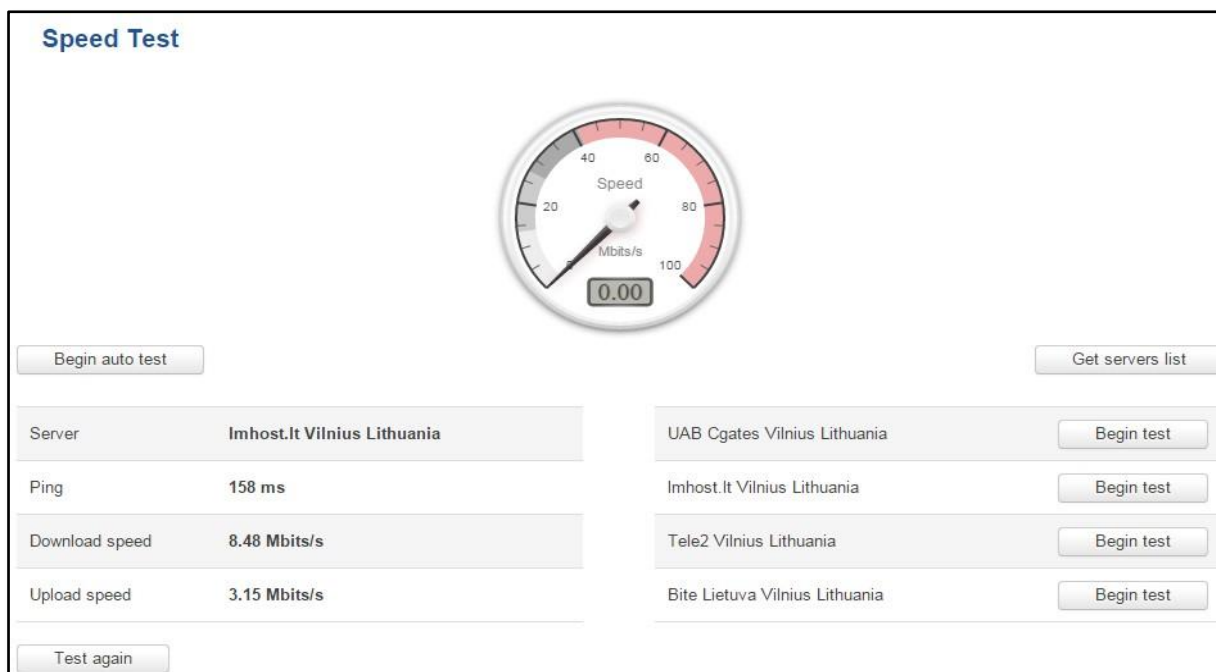 Speed Test
40 60
Speed
20 80
Mbits/s
0 100
0.00
Begin auto test Get servers list
Server Imhost.lt Vilnius Lithuania UAB Cgates Vilnius Lithuania Begin test
Ping 158 ms Imhost.lt Vilnius Lithuania Begin test
Download speed 8.48 Mbits/s Tele2 Vilnius Lithuania Begin test
Upload speed 3.15 Mbits/s Bite Lietuva Vilnius Lithuania Begin test
Test again